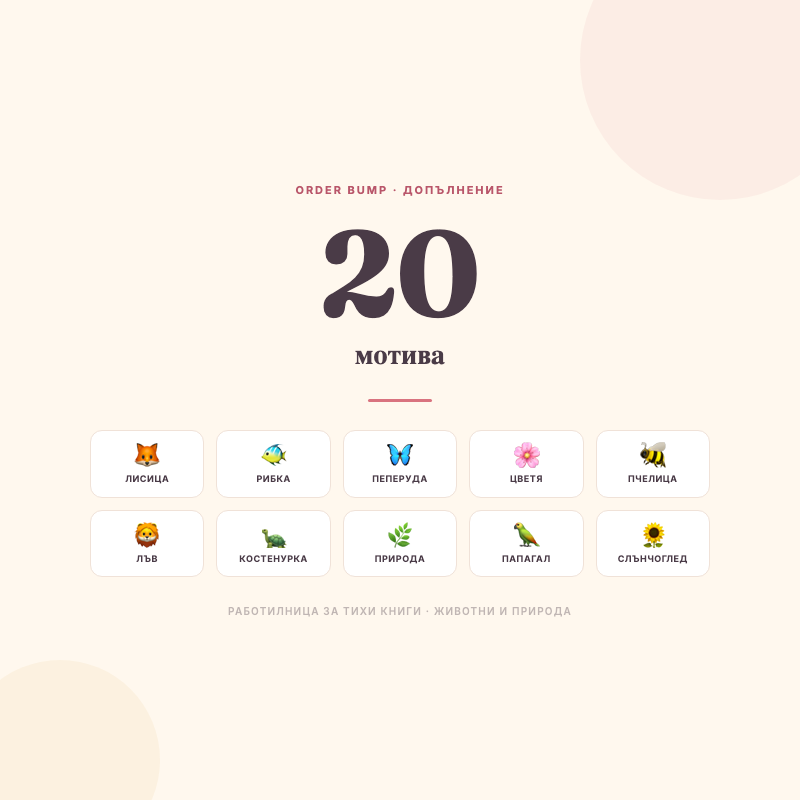 ORDER BUMP · ДОПЪЛНЕНИЕ
20
мотива
ЛИСИЦА
РИБКА
ПЕПЕРУДА
ЦВЕТЯ
ПЧЕЛИЦА
ЛЪВ
КОСТЕНУРКА
ПРИРОДА
ПАПАГАЛ
СЛЪНЧОГЛЕД
РАБОТИЛНИЦА ЗА ТИХИ КНИГИ · ЖИВОТНИ И ПРИРОДА